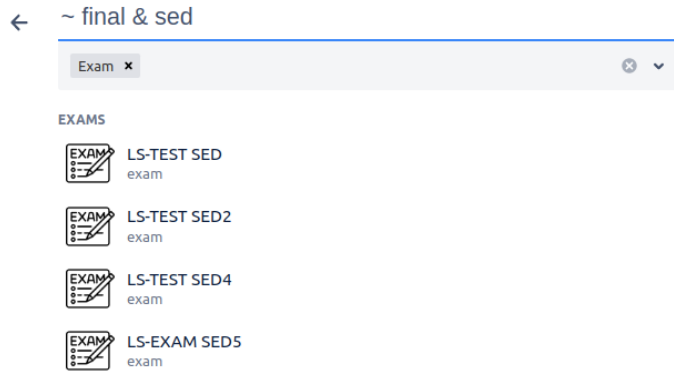 ~ final & sed
Exam ×
EXAMS
EXAM
LS-TEST SED
exam
EXAM
LS-TEST SED2
exam
EXAM
LS-TEST SED4
exam
EXAM
LS-EXAM SED5
exam